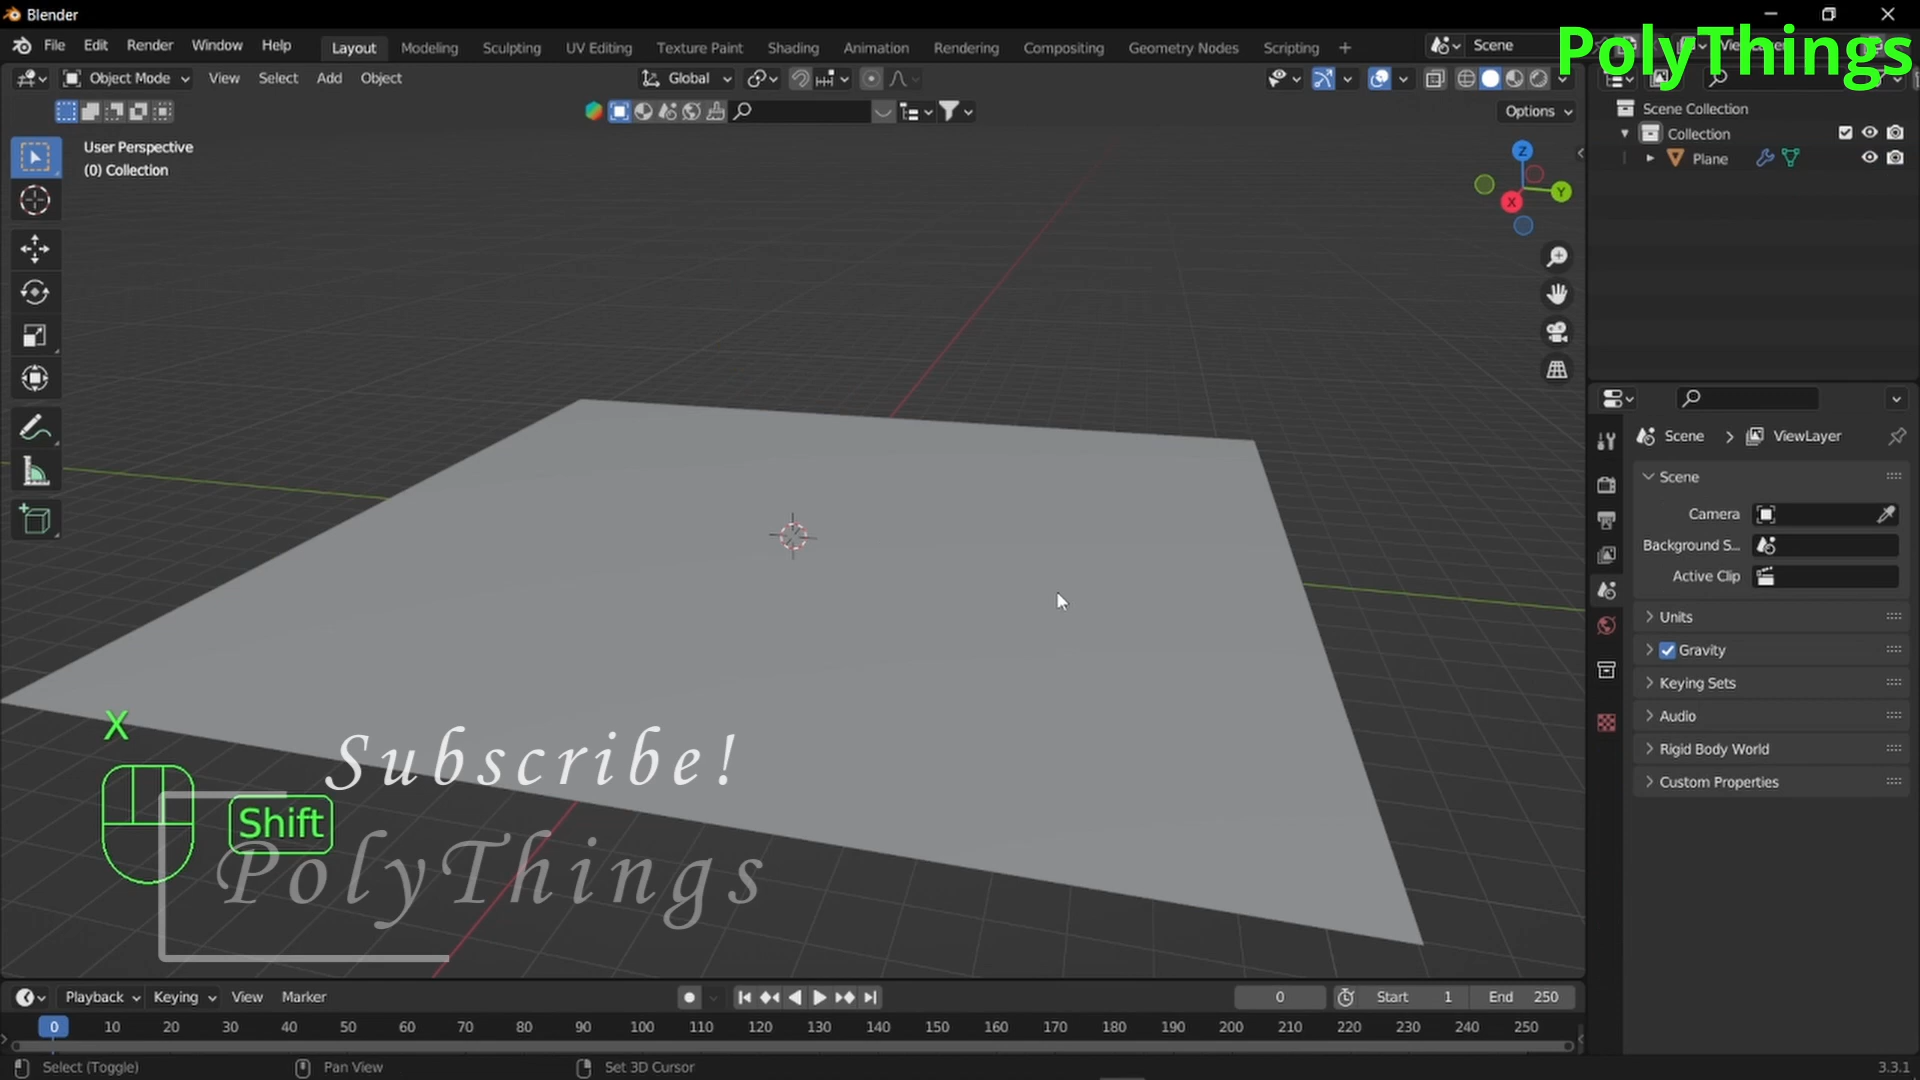 Blender
File Edit Render Window Help Layout Modeling Sculpting UV Editing Texture Paint Shading Animation Rendering Compositing Geometry Nodes Scripting + Scene
PolyThings
Object Mode View Select Add Object Global
Options
User Perspective
(0) Collection
Z
Y
X
Scene Collection
Collection
Plane
Scene > ViewLayer
Scene
Camera
Background S...
Active Clip
Units
Gravity
Keying Sets
Audio
Rigid Body World
Custom Properties
X
Subscribe!
Shift
PolyThings
Playback Keying View Marker 0 Start 1 End 250
0 10 20 30 40 50 60 70 80 90 100 110 120 130 140 150 160 170 180 190 200 210 220 230 240 250
Select (Toggle) Pan View Set 3D Cursor 3.3.1